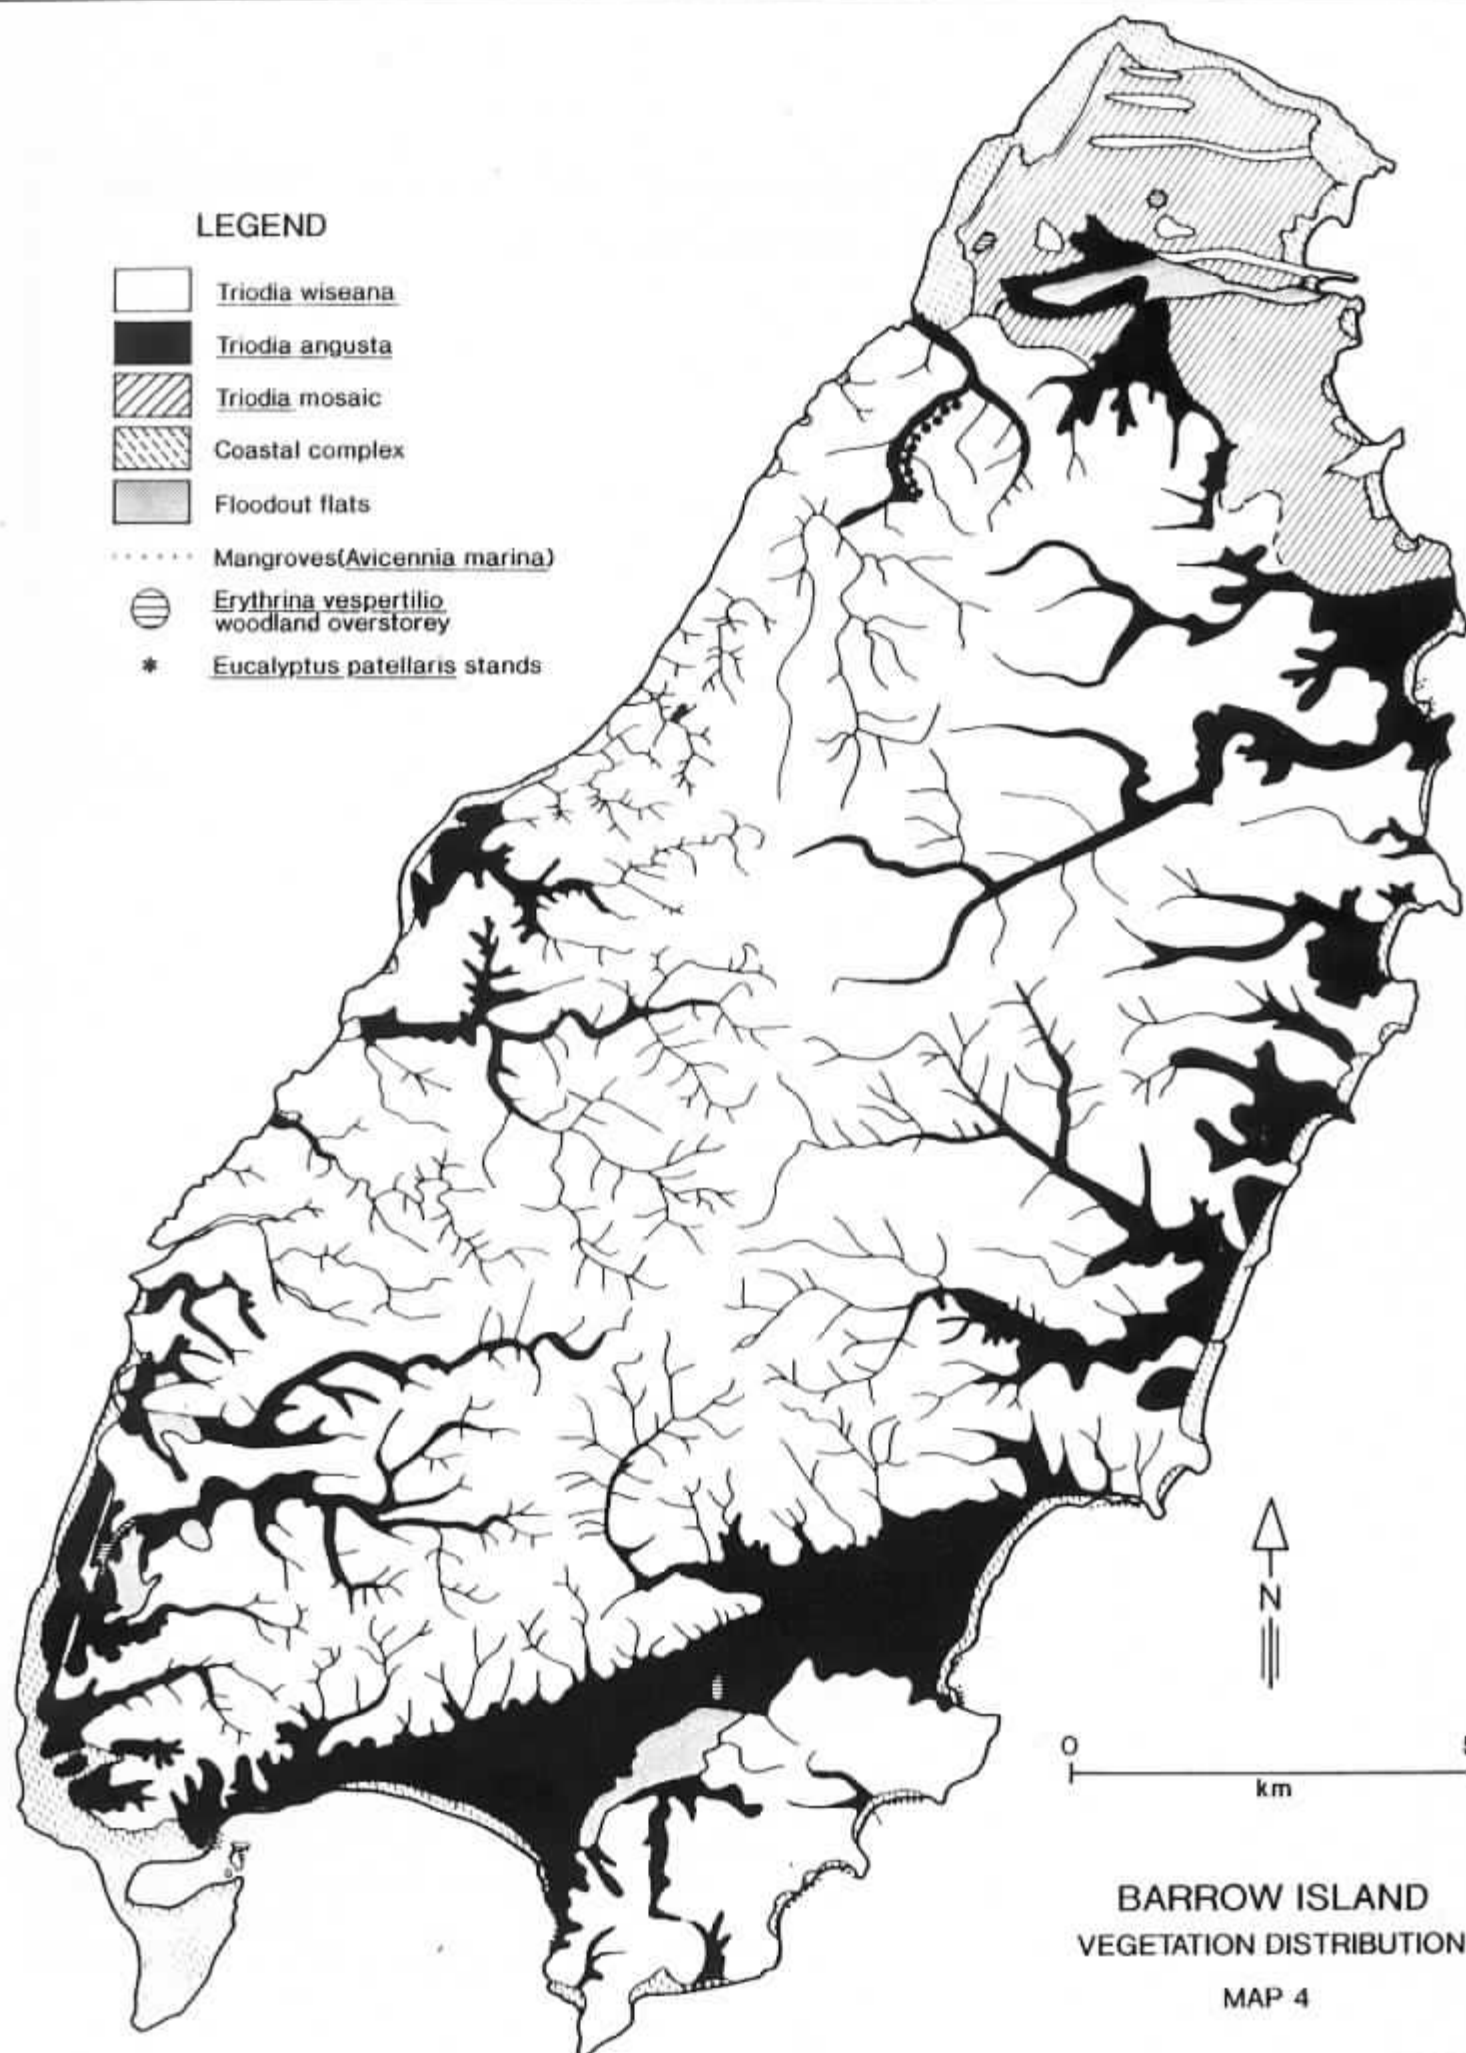 LEGEND
Triodia wiseana
Triodia angusta
Triodia mosaic
Coastal complex
Floodout flats
Mangroves(Avicennia marina)
Erythrina vespertilio
woodland overstorey
* Eucalyptus patellaris stands
N
0
km
BARROW ISLAND
VEGETATION DISTRIBUTION
MAP 4